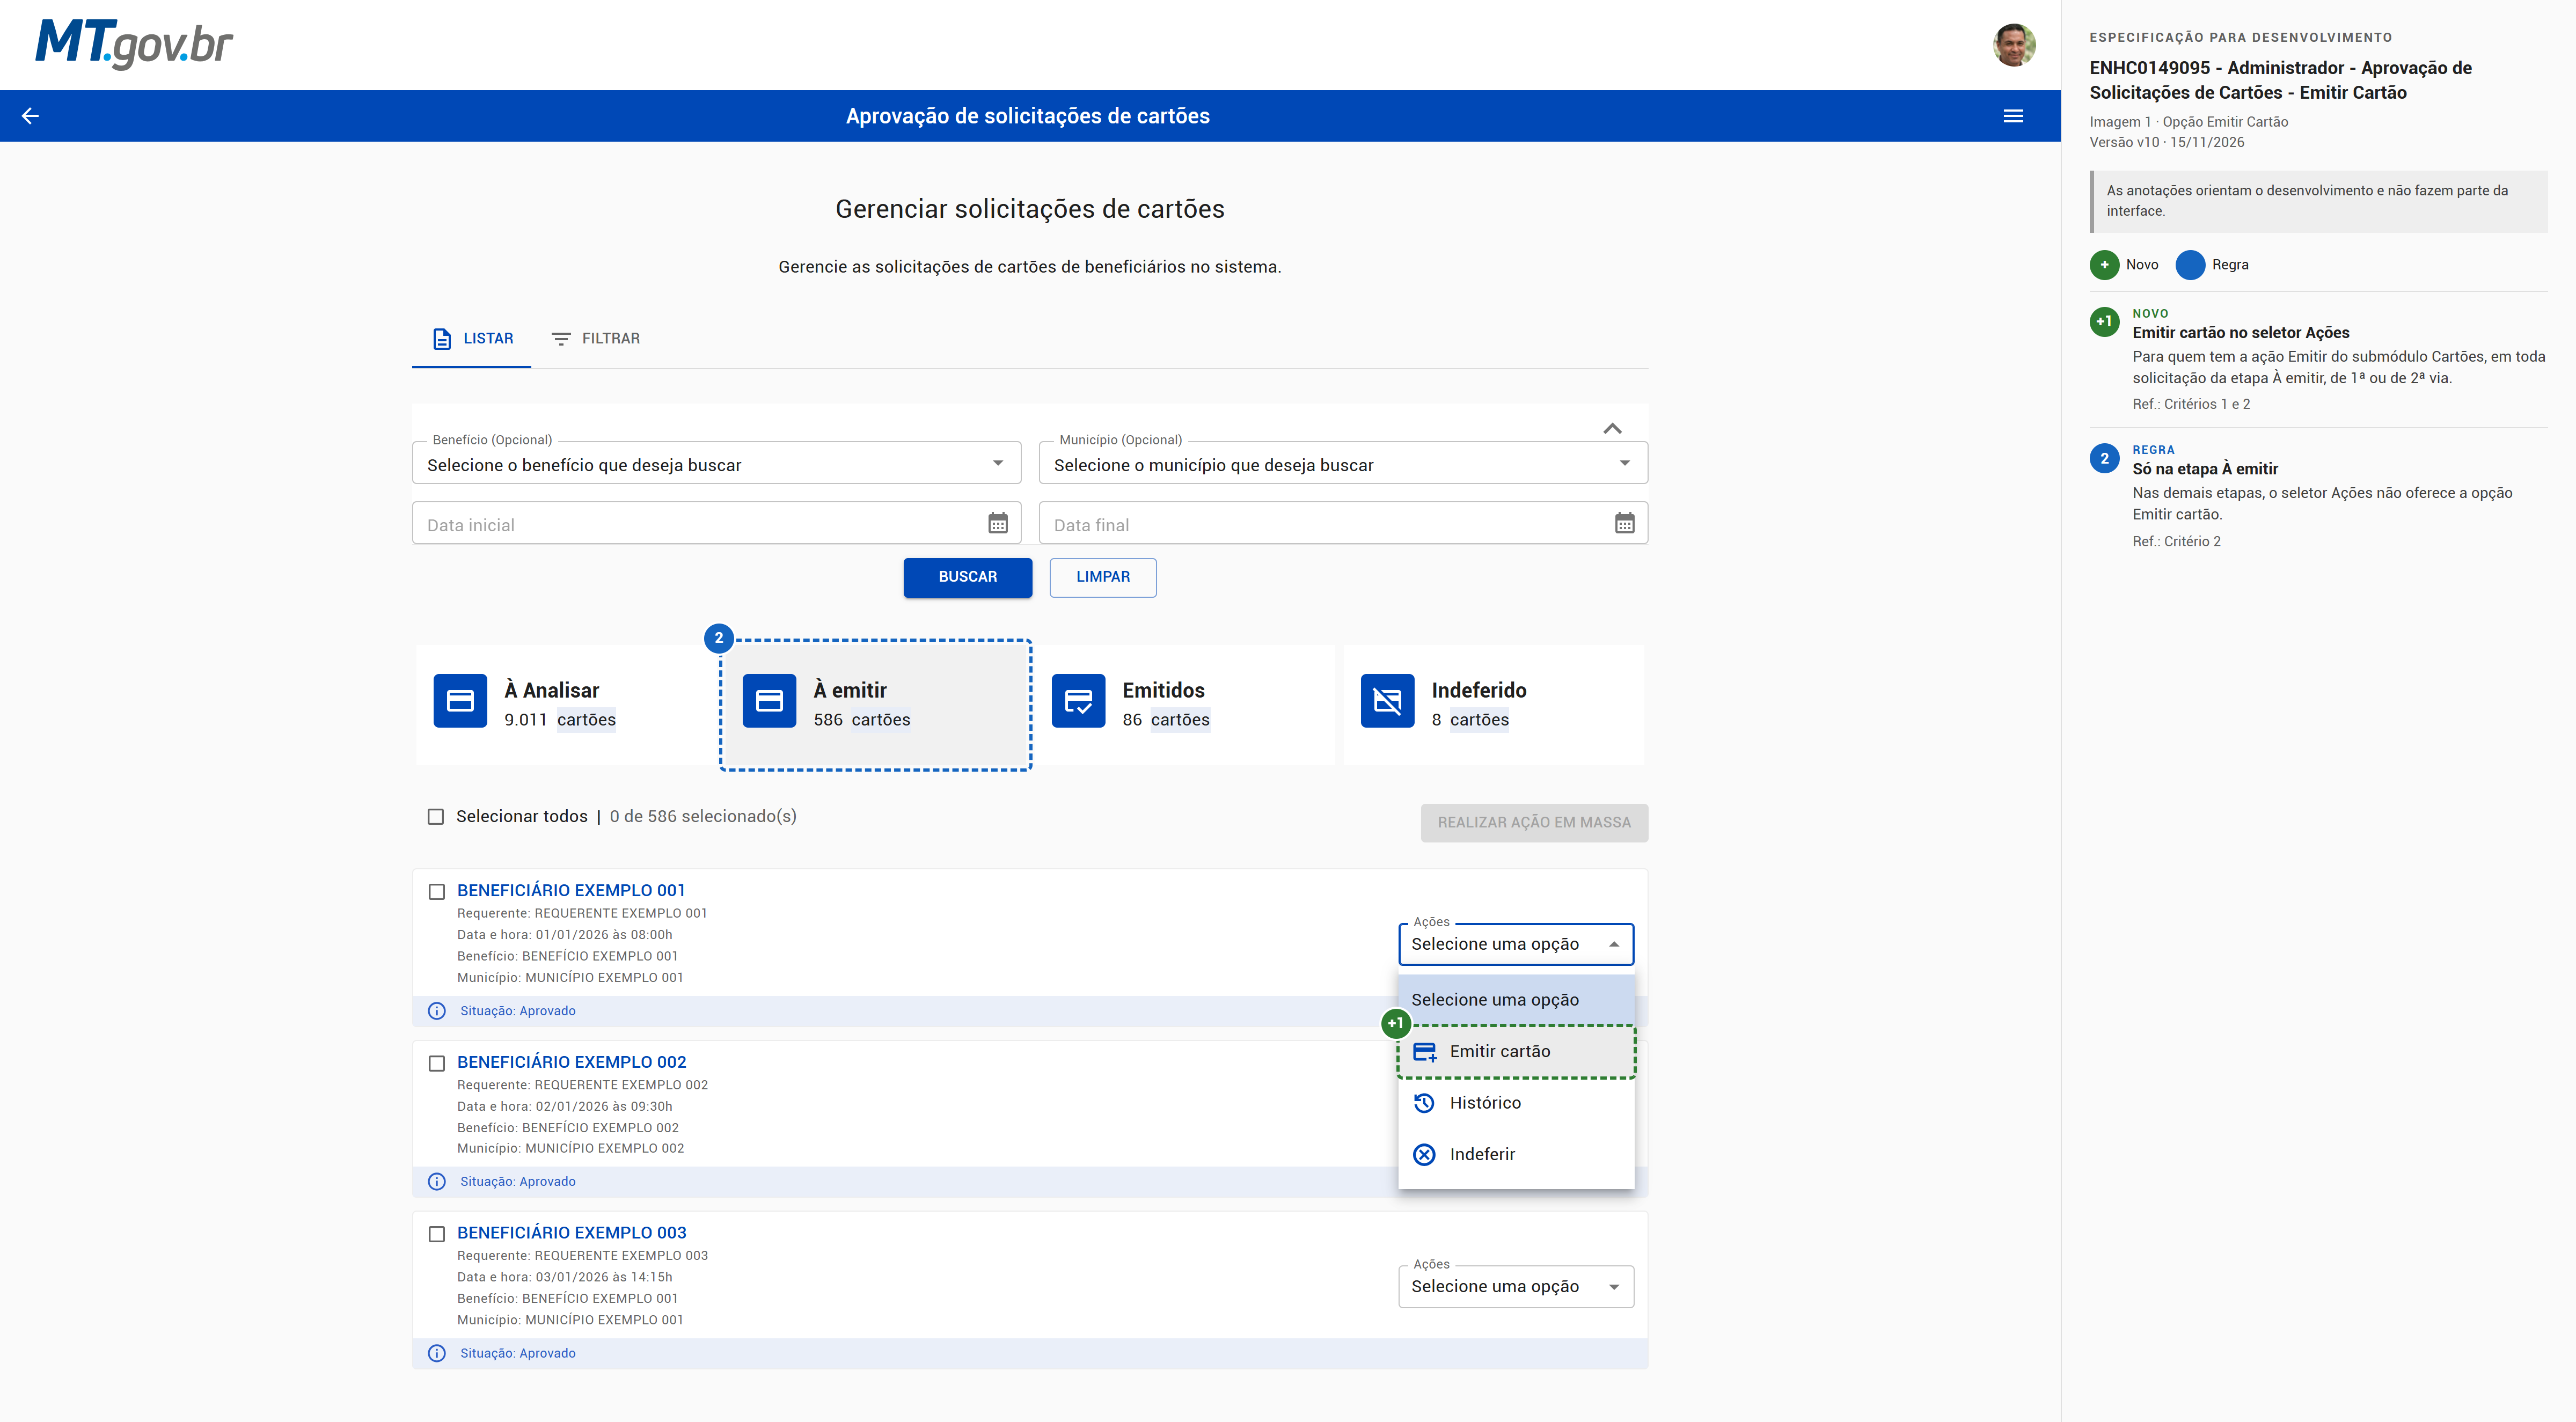 MT.gov.br
Aprovação de solicitações de cartões
Gerenciar solicitações de cartões
Gerencie as solicitações de cartões de beneficiários no sistema.
LISTAR
FILTRAR
Benefício (Opcional)
Selecione o benefício que deseja buscar
Município (Opcional)
Selecione o município que deseja buscar
Data inicial
Data final
BUSCAR
LIMPAR
2
À Analisar
9.011 cartões
À emitir
586 cartões
Emitidos
86 cartões
Indeferido
8 cartões
Selecionar todos | 0 de 586 selecionado(s)
REALIZAR AÇÃO EM MASSA
BENEFICIÁRIO EXEMPLO 001
Requerente: REQUERENTE EXEMPLO 001
Data e hora: 01/01/2026 às 08:00h
Benefício: BENEFÍCIO EXEMPLO 001
Município: MUNICÍPIO EXEMPLO 001
Situação: Aprovado
Ações
Selecione uma opção
Selecione uma opção
+1
Emitir cartão
Histórico
Indeferir
BENEFICIÁRIO EXEMPLO 002
Requerente: REQUERENTE EXEMPLO 002
Data e hora: 02/01/2026 às 09:30h
Benefício: BENEFÍCIO EXEMPLO 002
Município: MUNICÍPIO EXEMPLO 002
Situação: Aprovado
BENEFICIÁRIO EXEMPLO 003
Requerente: REQUERENTE EXEMPLO 003
Data e hora: 03/01/2026 às 14:15h
Benefício: BENEFÍCIO EXEMPLO 001
Município: MUNICÍPIO EXEMPLO 001
Situação: Aprovado
Ações
Selecione uma opção
ESPECIFICAÇÃO PARA DESENVOLVIMENTO
ENHC0149095 - Administrador - Aprovação de
Solicitações de Cartões - Emitir Cartão
Imagem 1 · Opção Emitir Cartão
Versão v10 · 15/11/2026
As anotações orientam o desenvolvimento e não fazem parte da
interface.
+ Novo
Regra
+1
NOVO
Emitir cartão no seletor Ações
Para quem tem a ação Emitir do submódulo Cartões, em toda
solicitação da etapa À emitir, de 1ª ou de 2ª via.
Ref.: Critérios 1 e 2
2
REGRA
Só na etapa À emitir
Nas demais etapas, o seletor Ações não oferece a opção
Emitir cartão.
Ref.: Critério 2